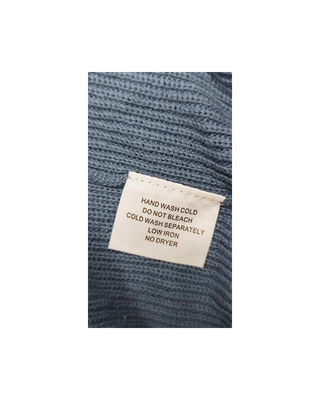 HAND WASH COLD
DO NOT BLEACH
COLD WASH SEPARATELY
LOW IRON
NO DRYER